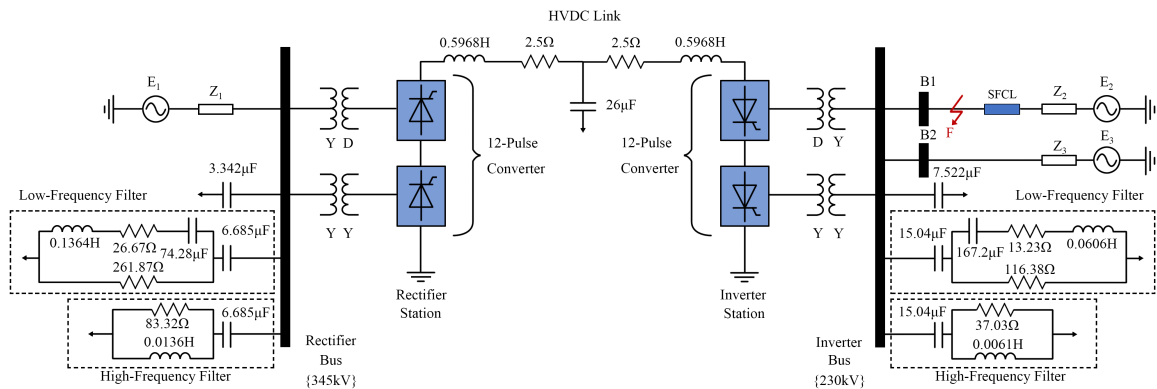 HVDC Link
0.5968H
2.5Ω
2.5Ω
0.5968H
26μF
E1
Z1
Y D
Y Y
12-Pulse
Converter
12-Pulse
Converter
D Y
Y Y
B1
F
SFCL
Z2
E2
B2
Z3
E3
3.342μF
Low-Frequency Filter
0.1364H
26.67Ω
74.28μF
6.685μF
261.87Ω
83.32Ω
0.0136H
6.685μF
High-Frequency Filter
Rectifier
Bus
{345kV}
Rectifier
Station
Inverter
Station
Inverter
Bus
{230kV}
7.522μF
Low-Frequency Filter
15.04μF
167.2μF
13.23Ω
0.0606H
116.38Ω
15.04μF
37.03Ω
0.0061H
High-Frequency Filter